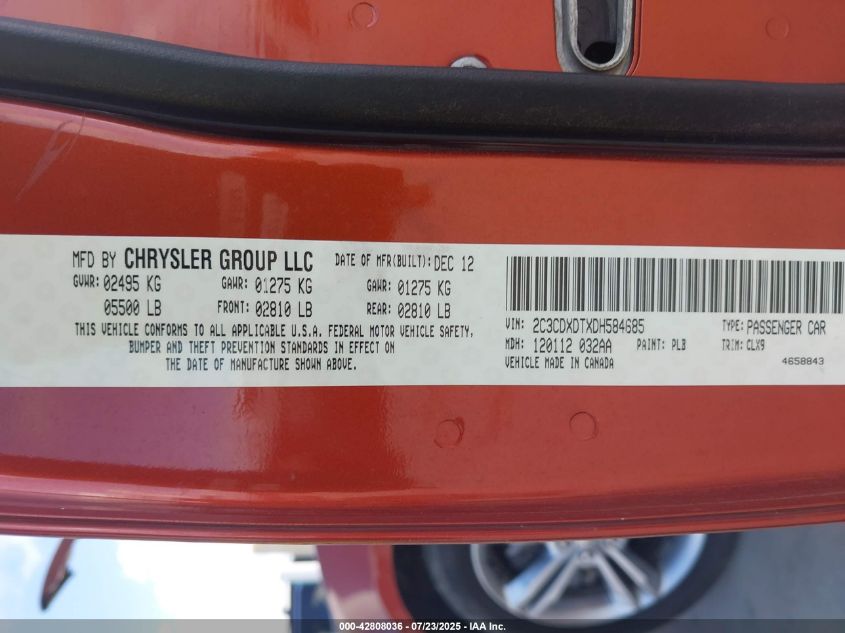 MFD BY CHRYSLER GROUP LLC DATE OF MFR(BUILT): DEC 12
GVWR: 02495 KG GAWR: 01275 KG GAWR: 01275 KG
05500 LB FRONT: 02810 LB REAR: 02810 LB
THIS VEHICLE CONFORMS TO ALL APPLICABLE U.S.A. FEDERAL MOTOR VEHICLE SAFETY,
BUMPER AND THEFT PREVENTION STANDARDS IN EFFECT ON
THE DATE OF MANUFACTURE SHOWN ABOVE.
VIN: 2C3CDXDTXDH584685 TYPE: PASSENGER CAR
MDH: 120112 032AA PAINT: PLB TRIM: CLX9
VEHICLE MADE IN CANADA 4658843
000-42808036 - 07/23/2025 - IAA Inc.